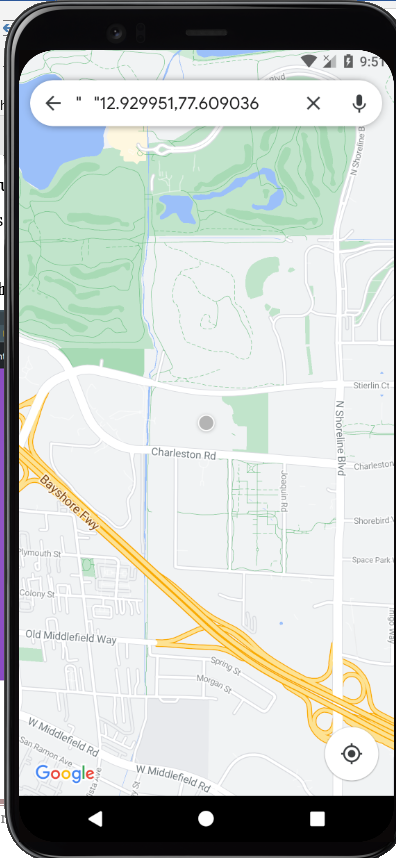 9:51
"  "12.929951,77.609036
N Shoreline B
Stierlin Ct
N Shoreline Blvd
Charleston Rd
Charleston
Joaquin Rd
Bayshore Fwy
Shorebird
Plymouth St
Space Park
Colony St
Old Middlefield Way
Spring St
Morgan St
W Middlefield Rd
San Ramon Ave
W Middlefield Rd
Google